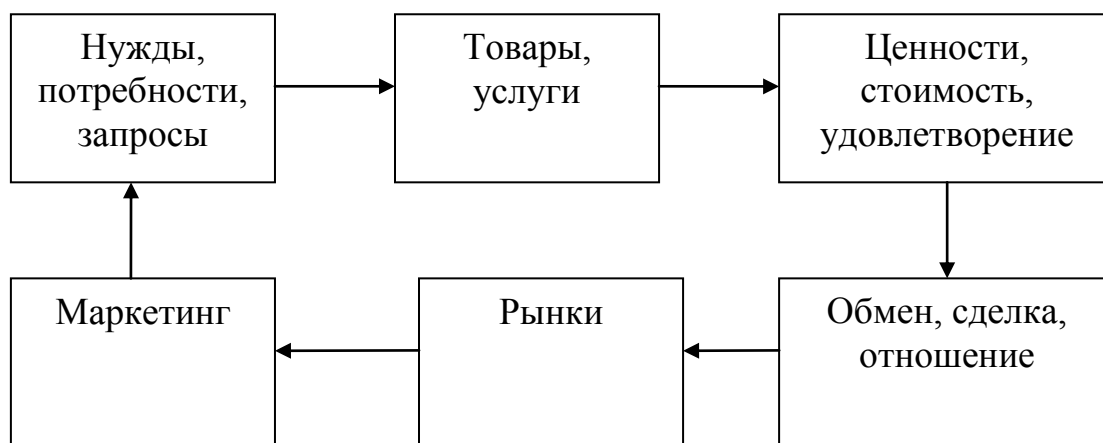 Нужды,
потребности,
запросы
Товары,
услуги
Ценности,
стоимость,
удовлетворение
Маркетинг
Рынки
Обмен, сделка,
отношение